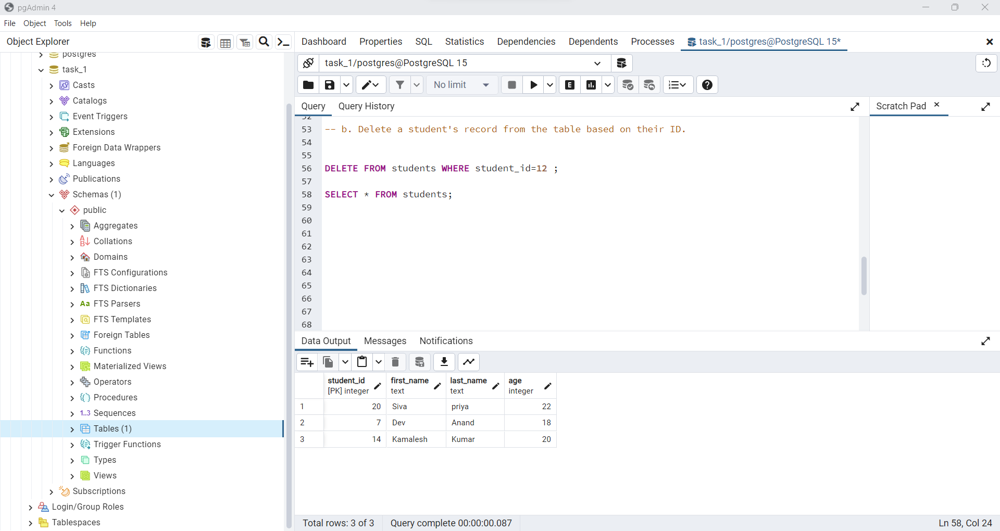 pgAdmin 4
File Object Tools Help
Object Explorer
Dashboard Properties SQL Statistics Dependencies Dependents Processes task_1/postgres@PostgreSQL 15*
postgres
task_1
Casts
Catalogs
Event Triggers
Extensions
Foreign Data Wrappers
Languages
Publications
Schemas (1)
public
Aggregates
Collations
Domains
FTS Configurations
FTS Dictionaries
Aa FTS Parsers
FTS Templates
Foreign Tables
Functions
Materialized Views
Operators
Procedures
1..3 Sequences
Tables (1)
Trigger Functions
Types
Views
Subscriptions
Login/Group Roles
Tablespaces
task_1/postgres@PostgreSQL 15
No limit
E
Query Query History
Scratch Pad
52
53 -- b. Delete a student's record from the table based on their ID.
54
55
56 DELETE FROM students WHERE student_id=12 ;
57
58 SELECT * FROM students;
59
60
61
62
63
64
65
66
67
68
Data Output Messages Notifications
student_id first_name last_name age
[PK] integer text text integer
1 20 Siva priya 22
2 7 Dev Anand 18
3 14 Kamalesh Kumar 20
Total rows: 3 of 3 Query complete 00:00:00.087 Ln 58, Col 24